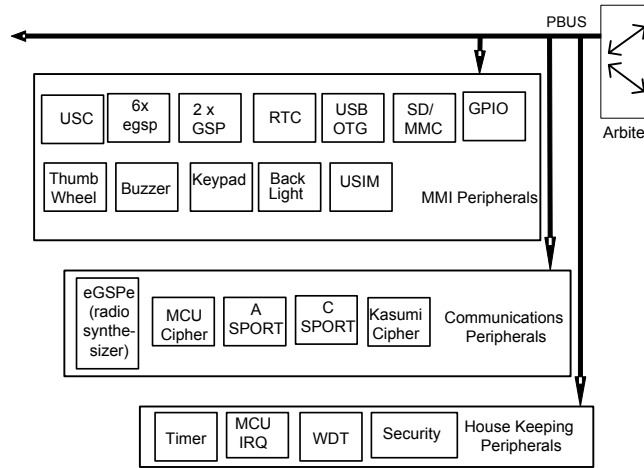 PBUS
Arbite
USC
6x
egsp
2 x
GSP
RTC
USB
OTG
SD/
MMC
GPIO
Thumb
Wheel
Buzzer
Keypad
Back
Light
USIM
MMI Peripherals
eGSPe
(radio
synthe-
sizer)
MCU
Cipher
A
SPORT
C
SPORT
Kasumi
Cipher
Communications
Peripherals
Timer
MCU
IRQ
WDT
Security
House Keeping
Peripherals